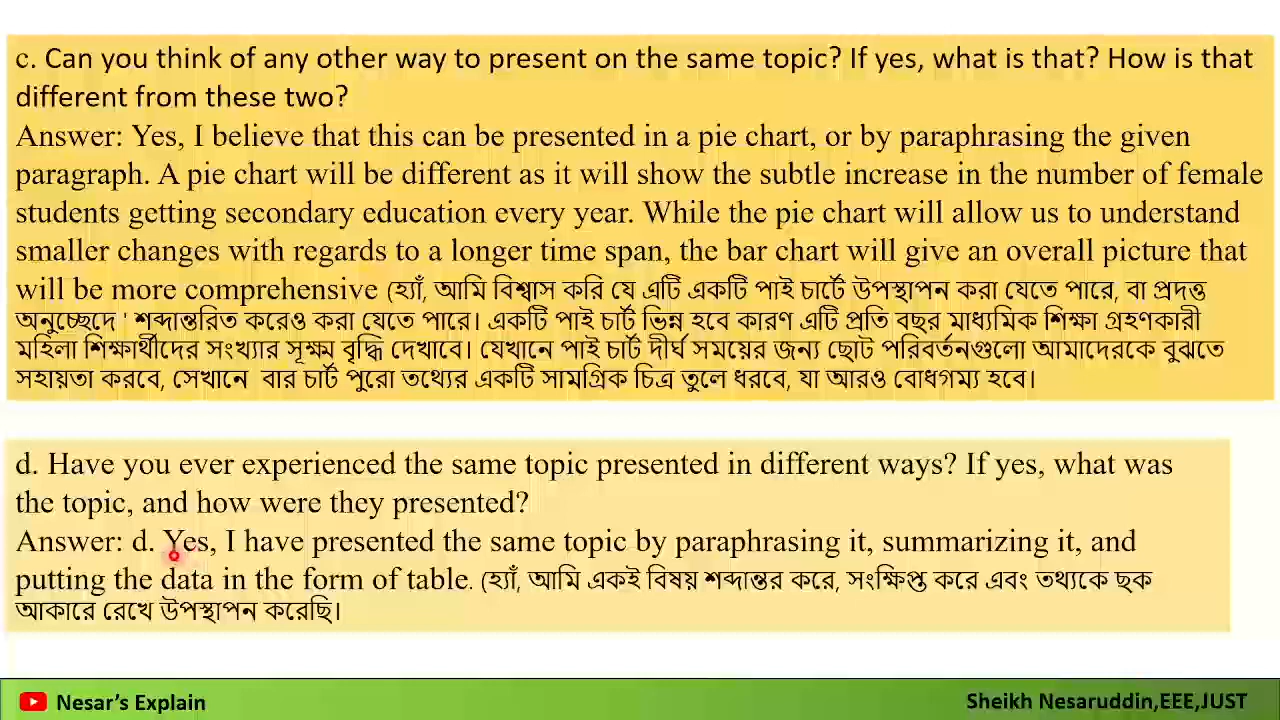 c. Can you think of any other way to present on the same topic? If yes, what is that? How is that
different from these two?
Answer: Yes, I believe that this can be presented in a pie chart, or by paraphrasing the given
paragraph. A pie chart will be different as it will show the subtle increase in the number of female
students getting secondary education every year. While the pie chart will allow us to understand
smaller changes with regards to a longer time span, the bar chart will give an overall picture that
will be more comprehensive (হ্যাঁ, আমি বিশ্বাস করি যে এটি একটি পাই চার্টে উপস্থাপন করা যেতে পারে, বা প্রদত্ত
অনুচ্ছেদে ' শব্দান্তরিত করেও করা যেতে পারে। একটি পাই চার্ট ভিন্ন হবে কারণ এটি প্রতি বছর মাধ্যমিক শিক্ষা গ্রহণকারী
মহিলা শিক্ষার্থীদের সংখ্যার সূক্ষ্ম বৃদ্ধি দেখাবে। যেখানে পাই চার্ট দীর্ঘ সময়ের জন্য ছোট পরিবর্তনগুলো আমাদেরকে বুঝতে
সহায়তা করবে, সেখানে বার চার্ট পুরো তথ্যের একটি সামগ্রিক চিত্র তুলে ধরবে, যা আরও বোধগম্য হবে।
d. Have you ever experienced the same topic presented in different ways? If yes, what was
the topic, and how were they presented?
Answer: d. Yes, I have presented the same topic by paraphrasing it, summarizing it, and
putting the data in the form of table. (হ্যাঁ, আমি একই বিষয় শব্দান্তর করে, সংক্ষিপ্ত করে এবং তথ্যকে ছক
আকারে রেখে উপস্থাপন করেছি।
Nesar's Explain
Sheikh Nesaruddin,EEE,JUST